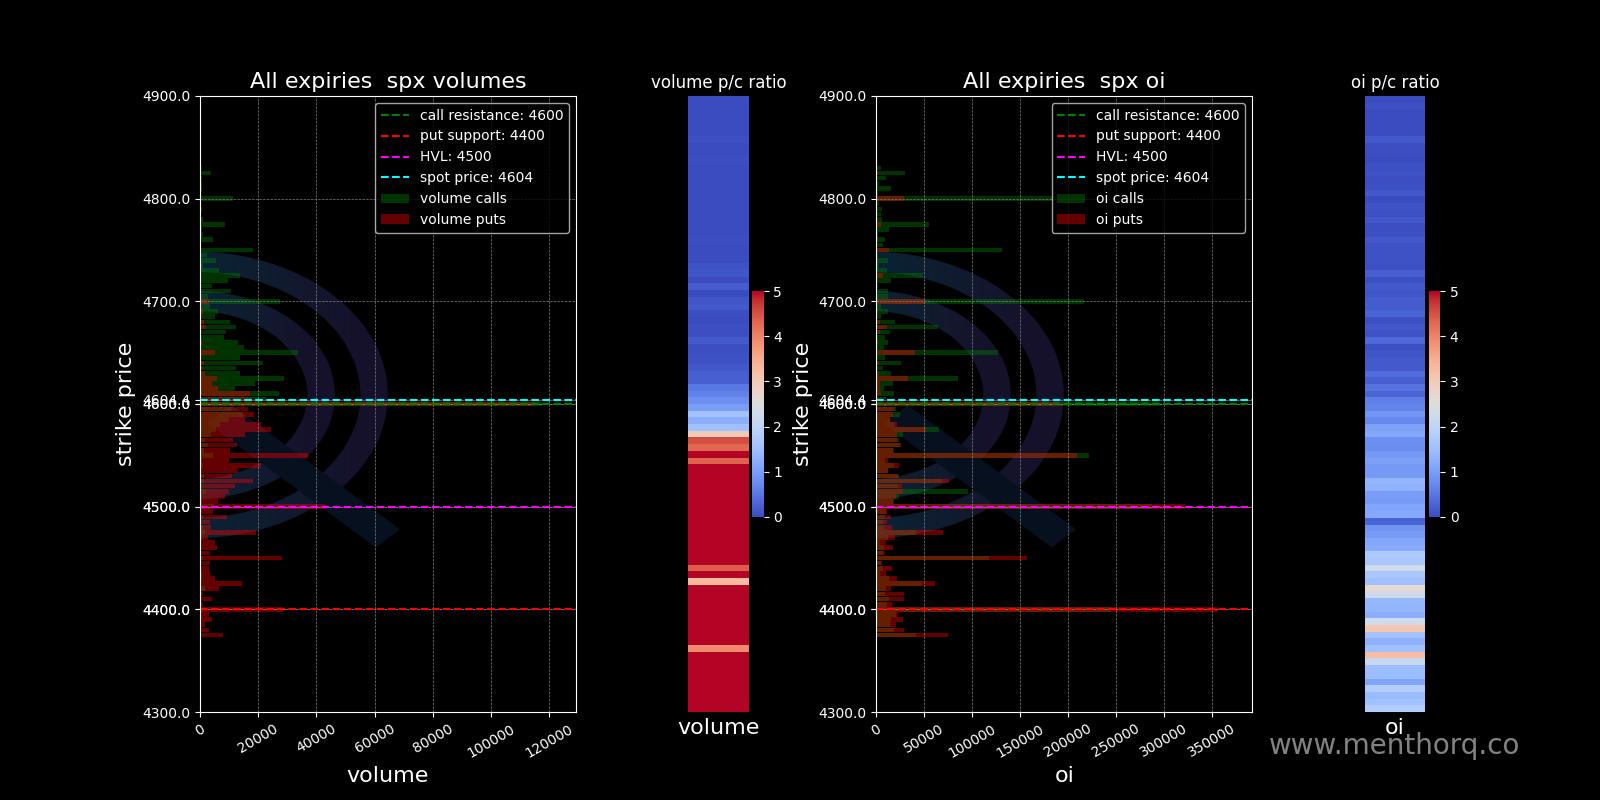 All expiries  spx volumes
volume p/c ratio
All expiries  spx oi
oi p/c ratio
4900.0
4800.0
4700.0
4604.4
4600.0
4500.0
4400.0
4300.0
strike price
call resistance: 4600
put support: 4400
HVL: 4500
spot price: 4604
volume calls
volume puts
0
20000
40000
60000
80000
100000
120000
volume
5
4
3
2
1
0
volume
4900.0
4800.0
4700.0
4604.4
4600.0
4500.0
4400.0
4300.0
strike price
call resistance: 4600
put support: 4400
HVL: 4500
spot price: 4604
oi calls
oi puts
0
50000
100000
150000
200000
250000
300000
350000
oi
5
4
3
2
1
0
oi
www.menthorq.co